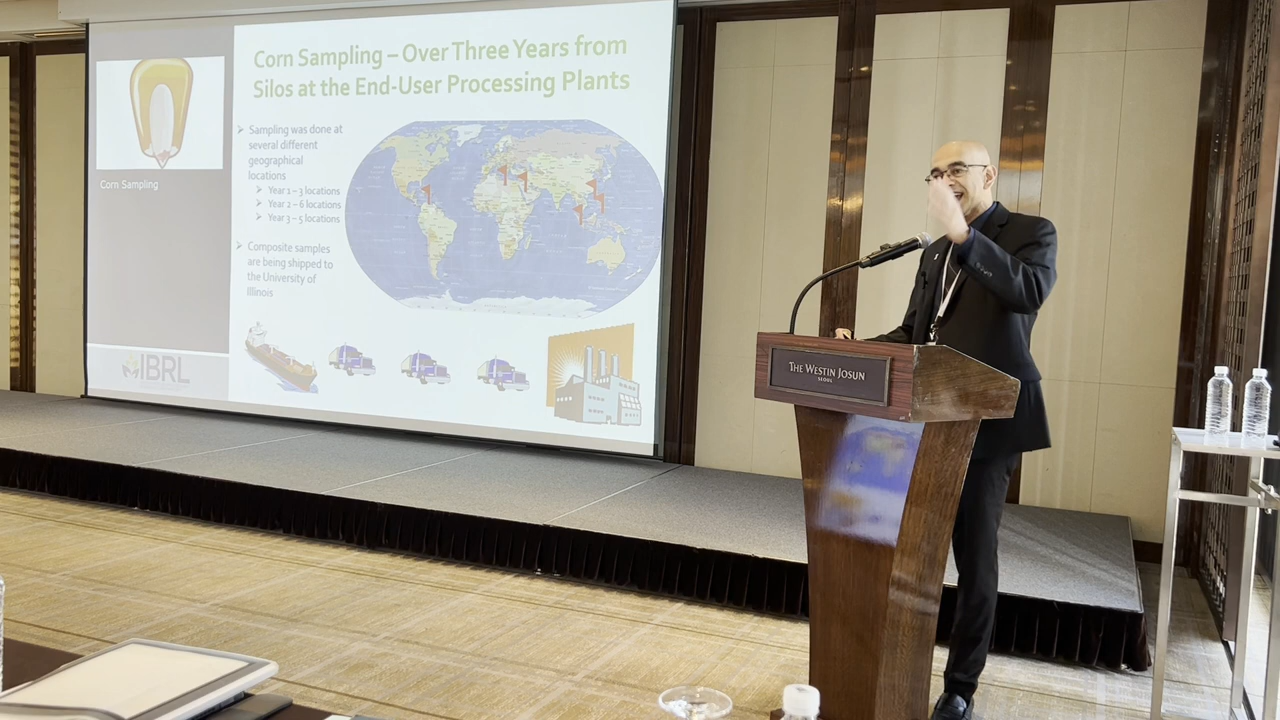 Corn Sampling – Over Three Years from
Silos at the End-User Processing Plants
Corn Sampling
➢ Sampling was done at
several different
geographical
locations
➢ Year 1 – 3 locations
➢ Year 2 – 6 locations
➢ Year 3 – 5 locations
➢ Composite samples
are being shipped to
the University of
Illinois
IBRL
THE WESTIN JOSUN
SEOUL